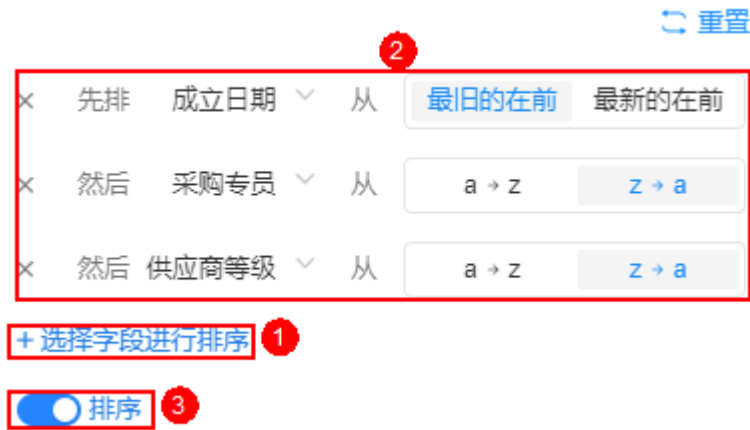 重置
2
× 先排 成立日期 从 最旧的在前 最新的在前
× 然后 采购专员 从 a → z z → a
× 然后 供应商等级 从 a → z z → a
+ 选择字段进行排序 1
排序 3